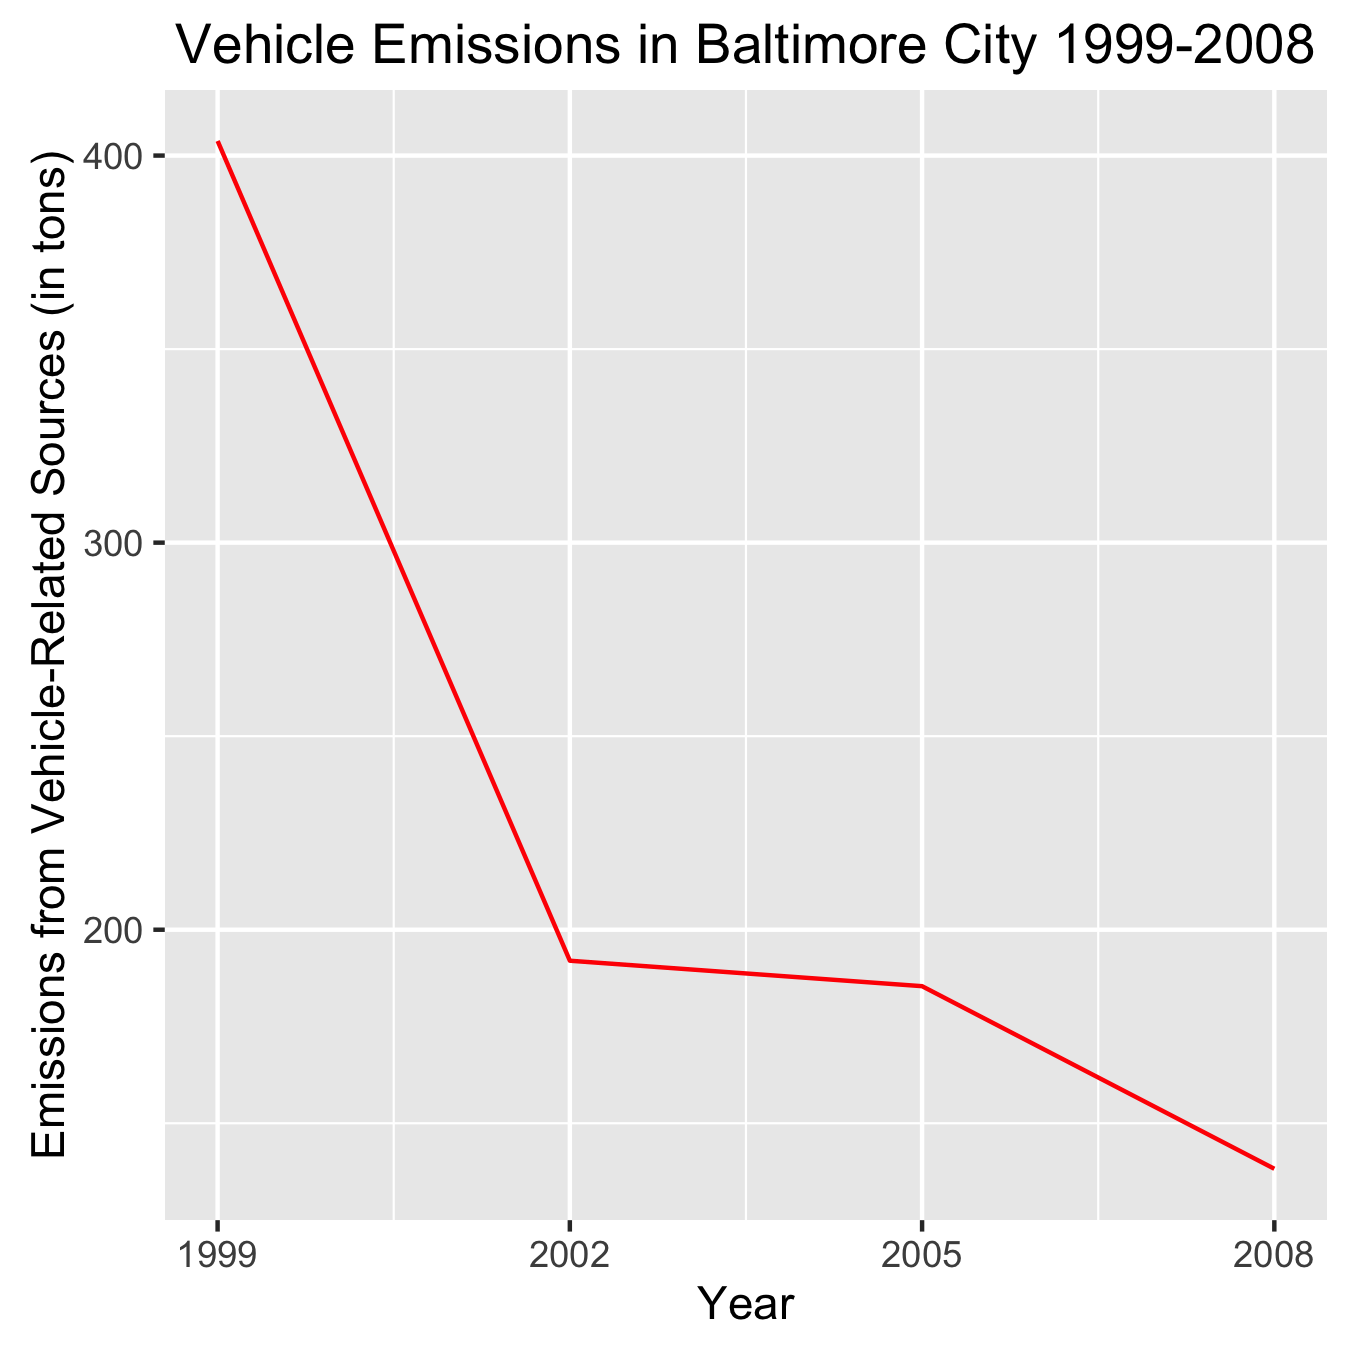 Vehicle Emissions in Baltimore City 1999-2008
Emissions from Vehicle-Related Sources (in tons)
400
300
200
1999 2002 2005 2008
Year